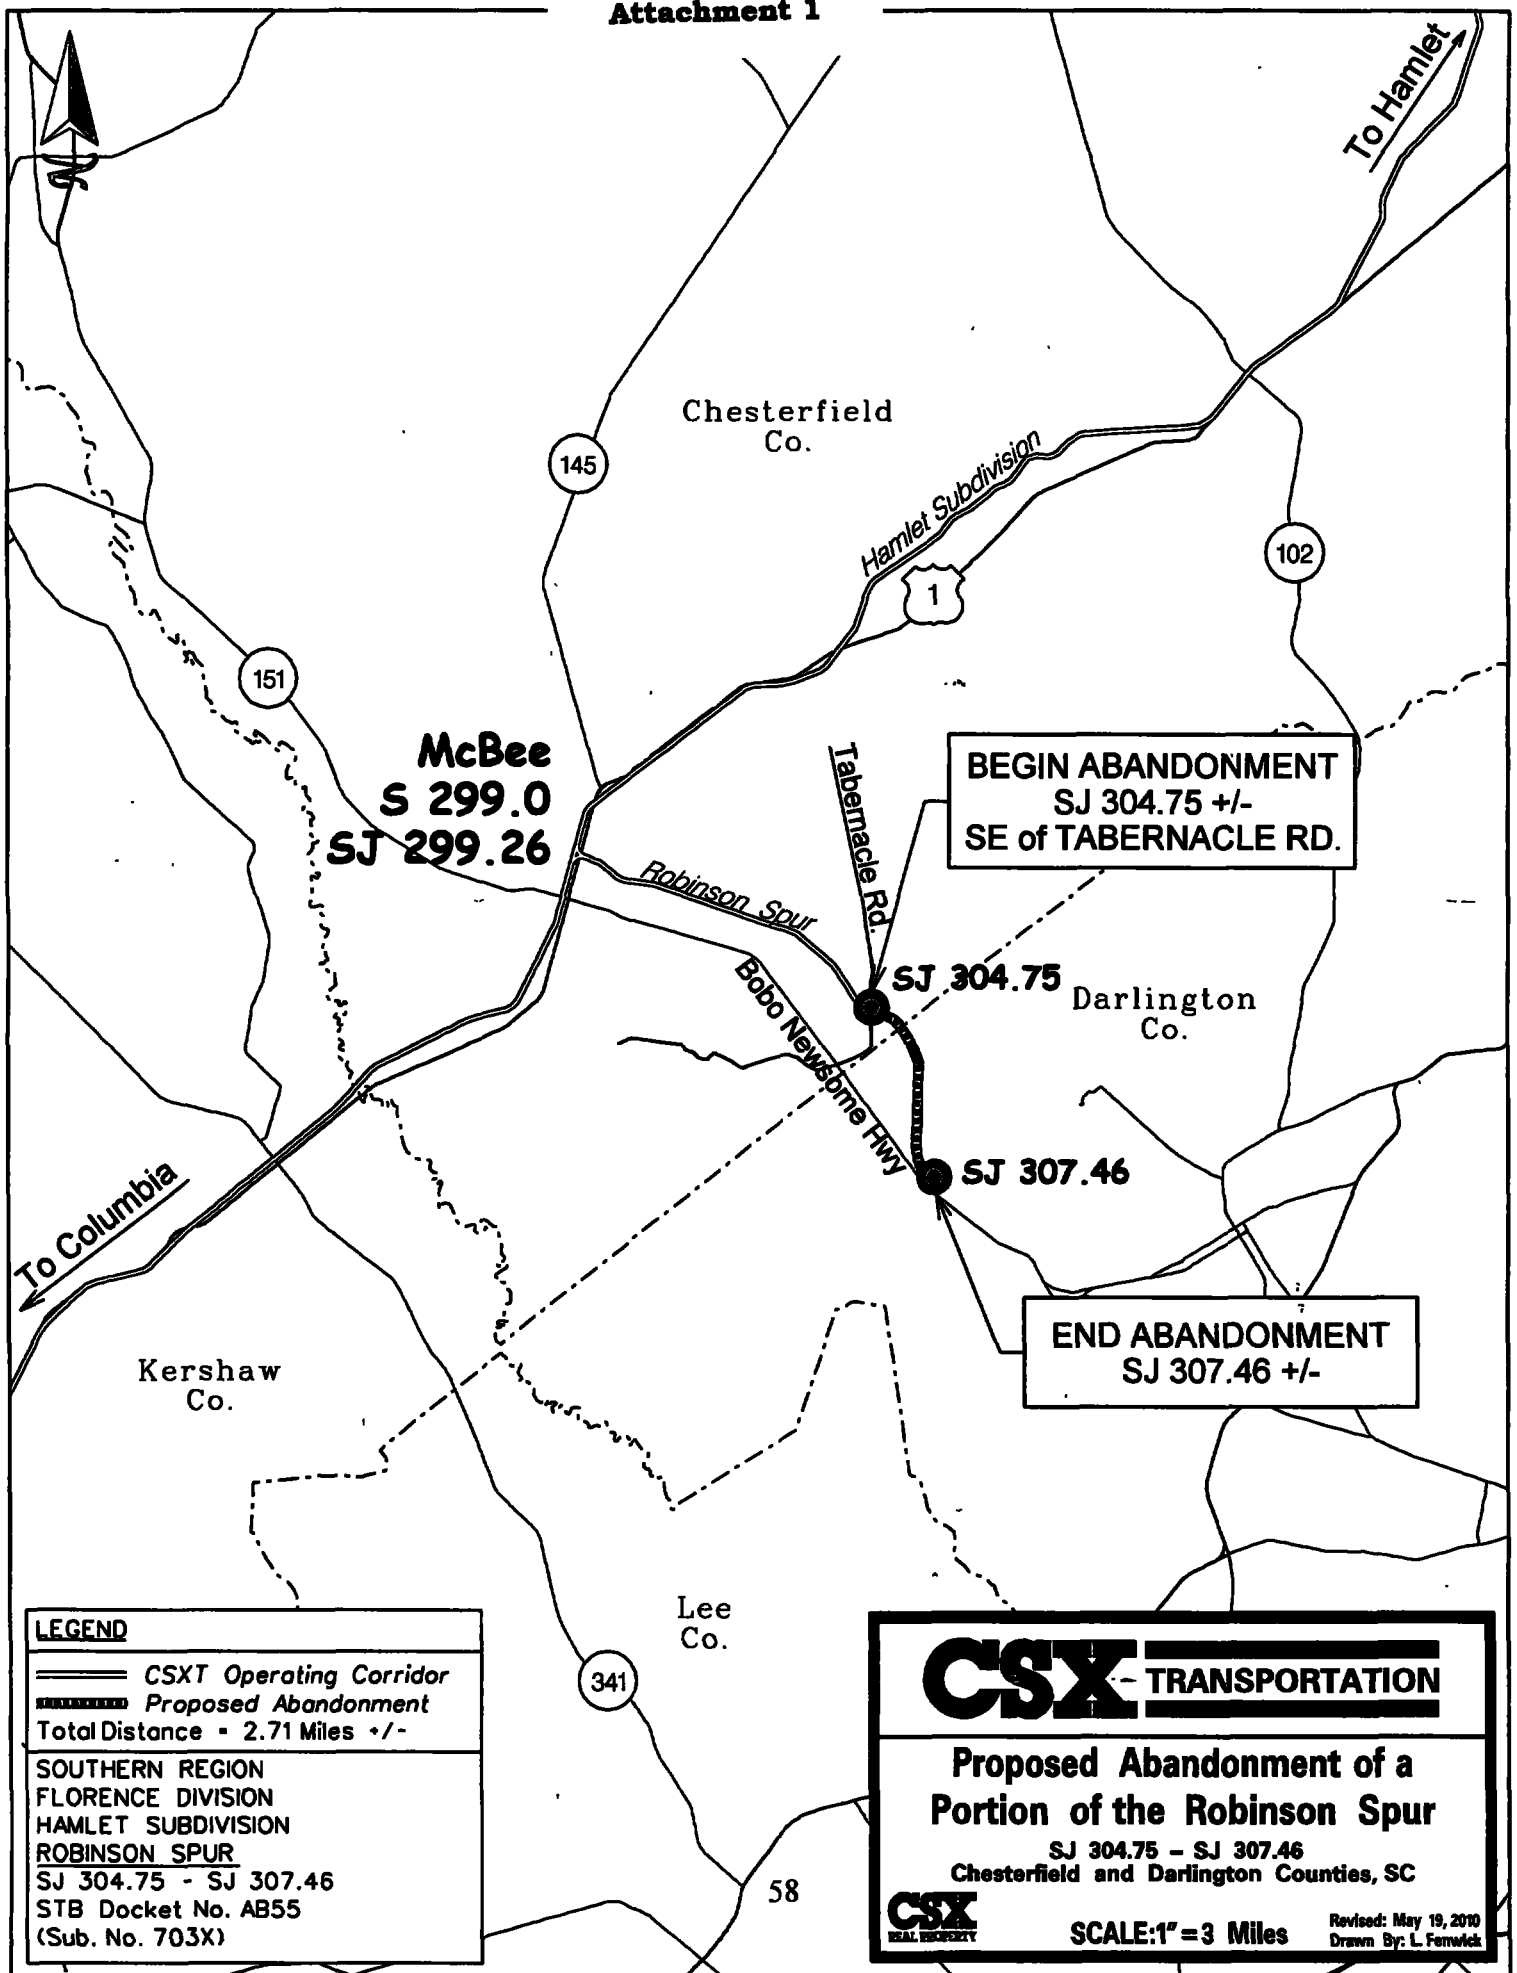 Attachment 1
N
To Hamlet
Chesterfield
Co.
145
Hamlet Subdivision
1
102
151
McBee
S 299.0
SJ 299.26
Tabernacle Rd.
BEGIN ABANDONMENT
SJ 304.75 +/-
SE of TABERNACLE RD.
Robinson Spur
SJ 304.75
Darlington
Co.
Bobo Newsome Hwy
SJ 307.46
To Columbia
END ABANDONMENT
SJ 307.46 +/-
Kershaw
Co.
Lee
Co.
341
LEGEND
CSXT Operating Corridor
Proposed Abandonment
Total Distance = 2.71 Miles +/-
SOUTHERN REGION
FLORENCE DIVISION
HAMLET SUBDIVISION
ROBINSON SPUR
SJ 304.75 - SJ 307.46
STB Docket No. AB55
(Sub. No. 703X)
58
CSX TRANSPORTATION
Proposed Abandonment of a
Portion of the Robinson Spur
SJ 304.75 - SJ 307.46
Chesterfield and Darlington Counties, SC
CSX
REAL PROPERTY
SCALE:1"=3 Miles
Revised: May 19, 2010
Drawn By: L. Fenwick